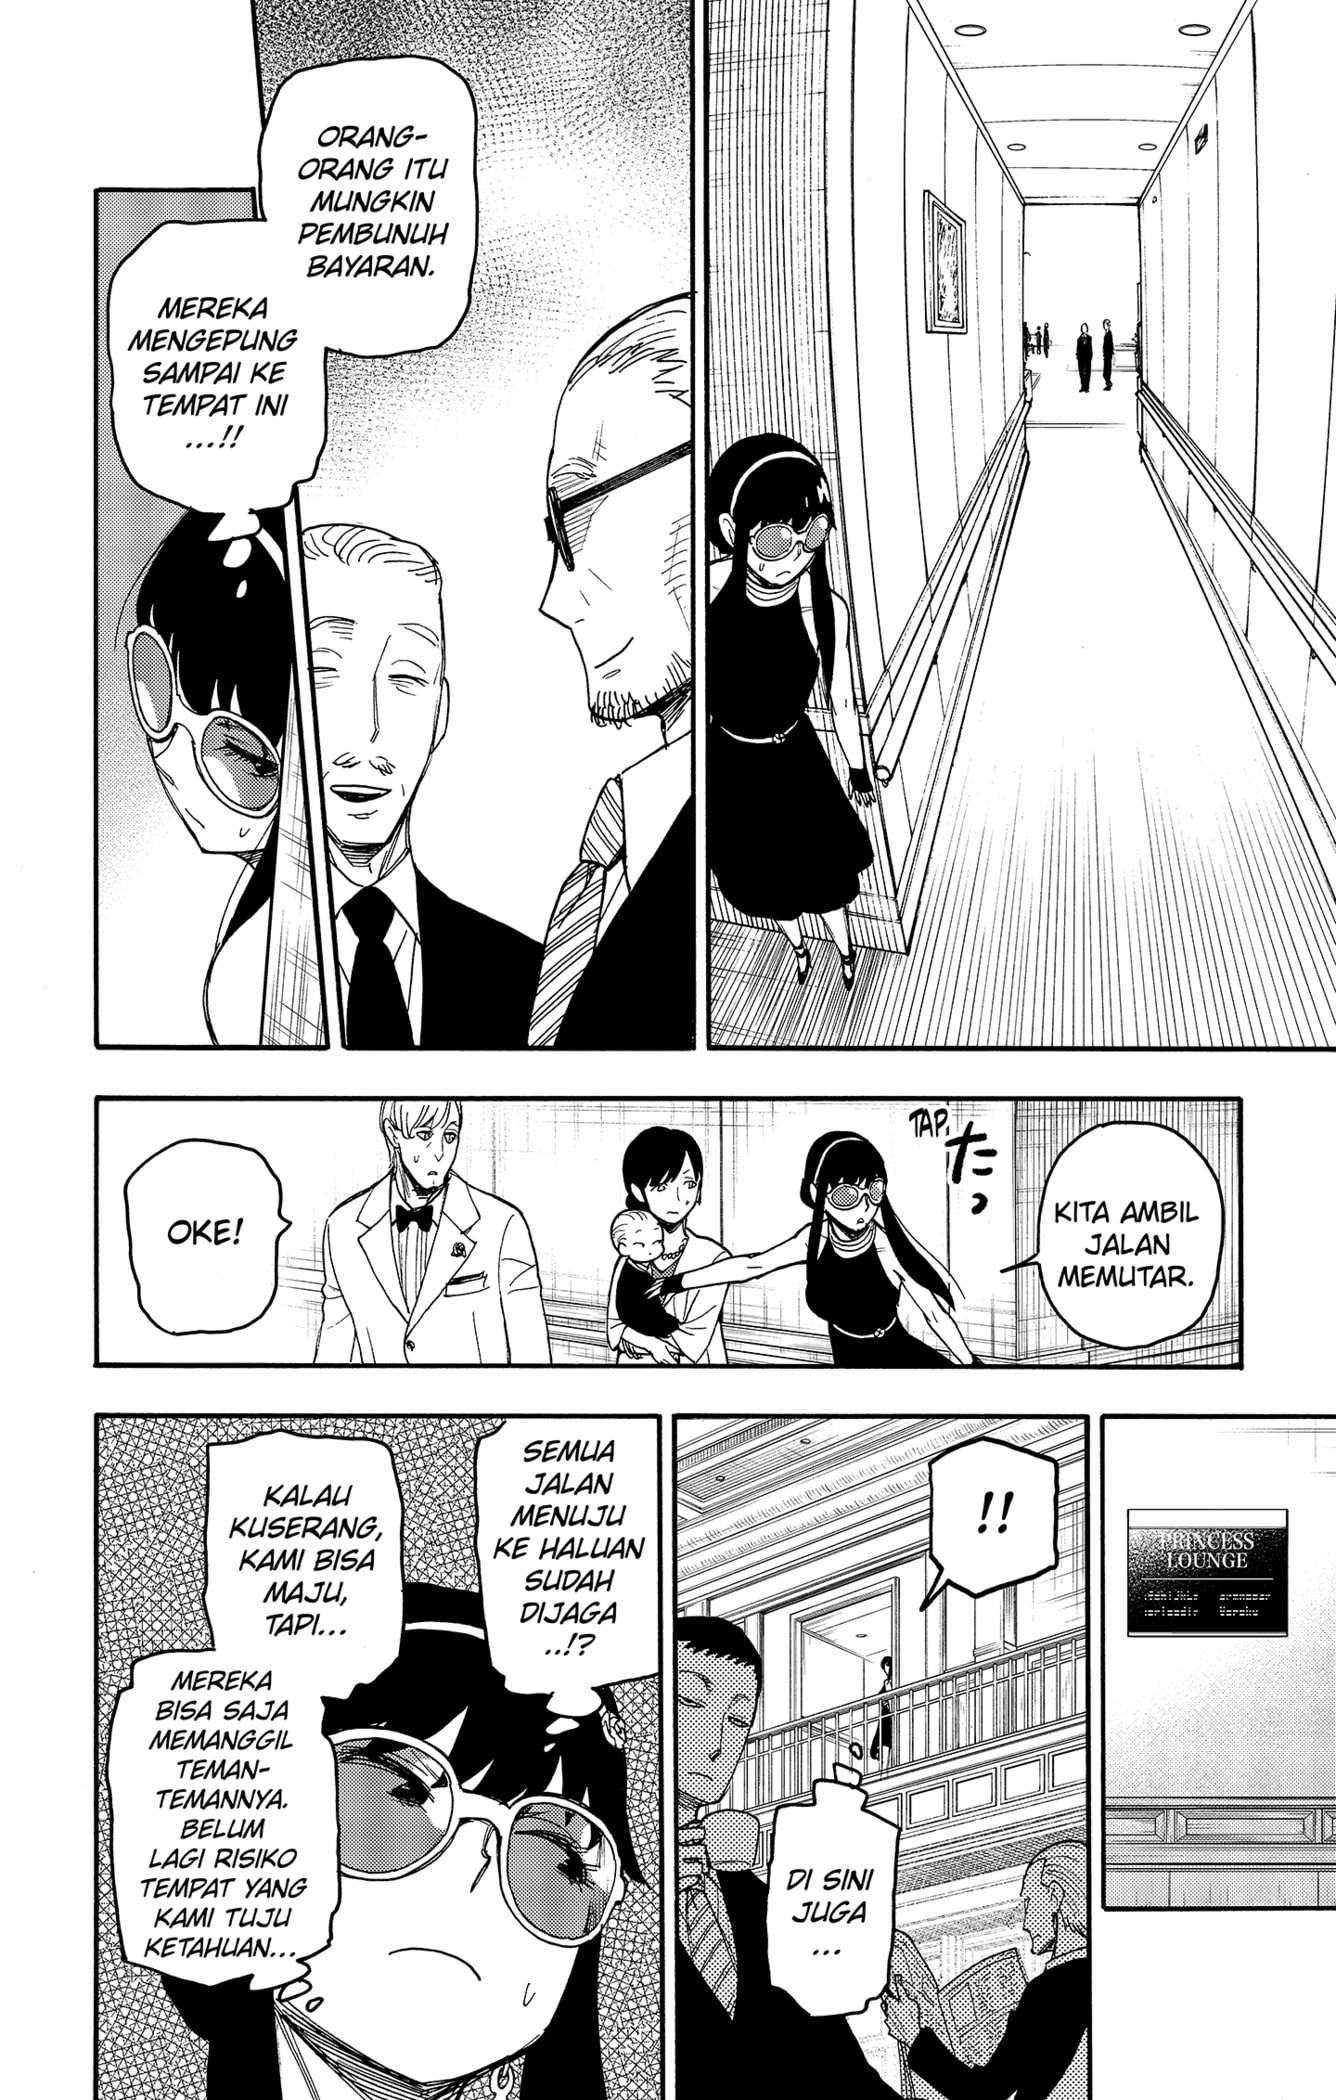 ORANG-
ORANG ITU
MUNGKIN
PEMBUNUH
BAYARAN.
MEREKA
MENGEPUNG
SAMPAI KE
TEMPAT INI
...!!
KITA AMBIL
JALAN
MEMUTAR.
TAP.
たっ
OKE!
PRINCESS
LOUNGE
!!
DI SINI
JUGA
...
SEMUA
JALAN
MENUJU
KE HALUAN
SUDAH
DIJAGA
..!?
KALAU
KUSERANG,
KAMI BISA
MAJU,
TAPI...
MEREKA
BISA SAJA
MEMANGGIL
TEMAN-
TEMANNYA.
BELUM
LAGI RISIKO
TEMPAT YANG
KAMI TUJU
KETAHUAN...